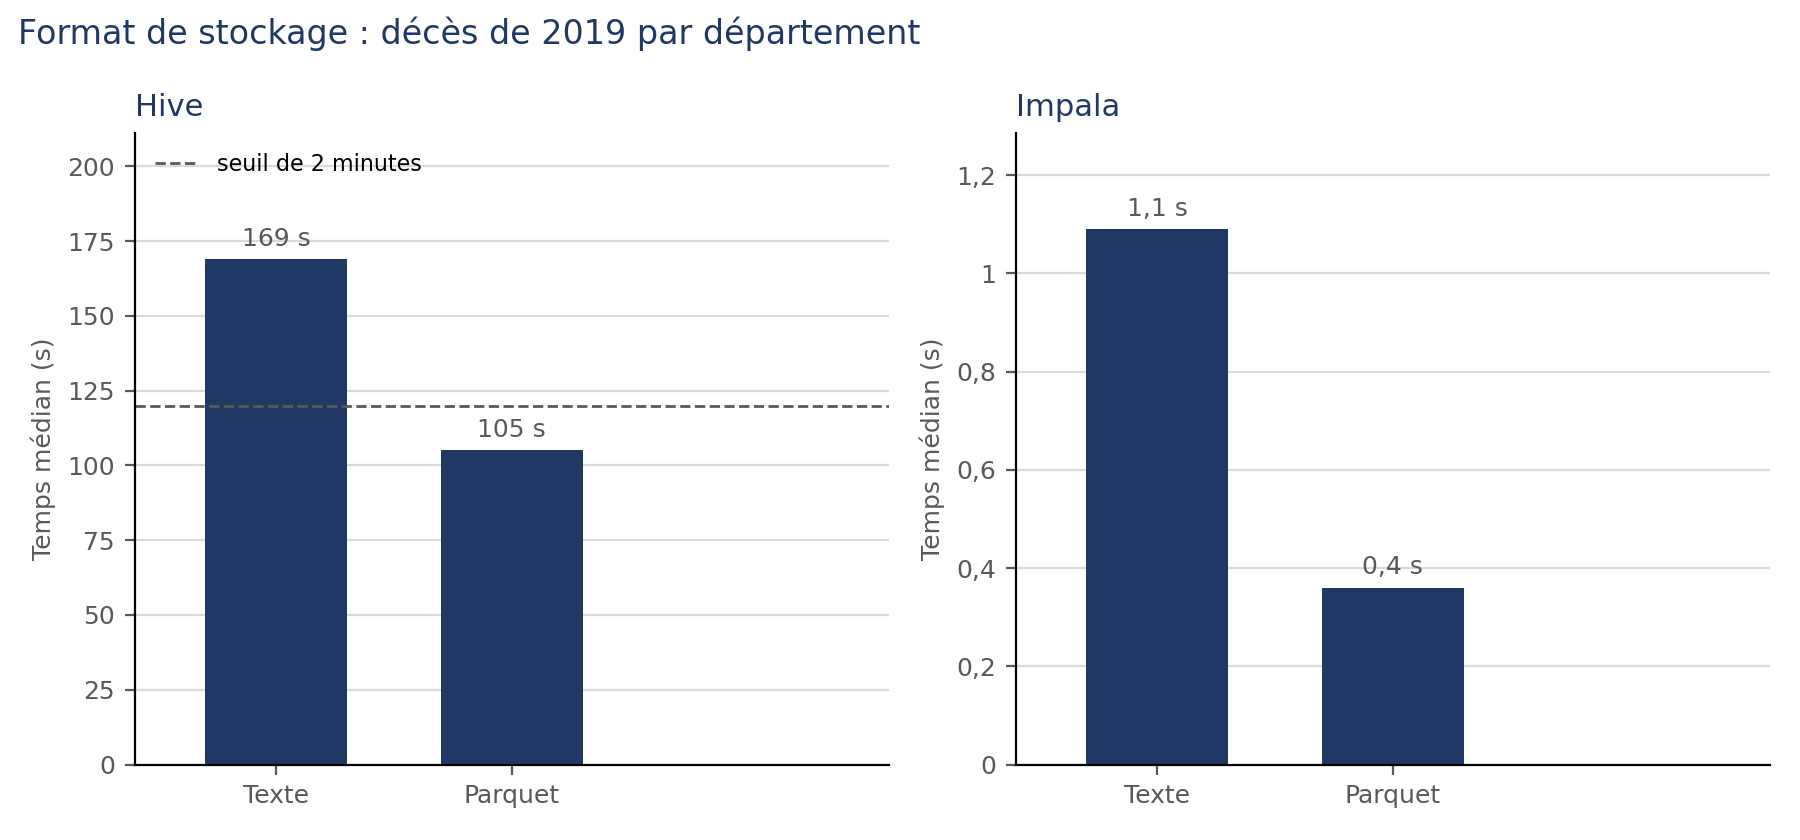 Format de stockage : décès de 2019 par département
Hive
seuil de 2 minutes
Temps médian (s)
200
175
150
125
100
75
50
25
0
169 s
105 s
Texte
Parquet
Impala
Temps médian (s)
1,2
1
0,8
0,6
0,4
0,2
0
1,1 s
0,4 s
Texte
Parquet